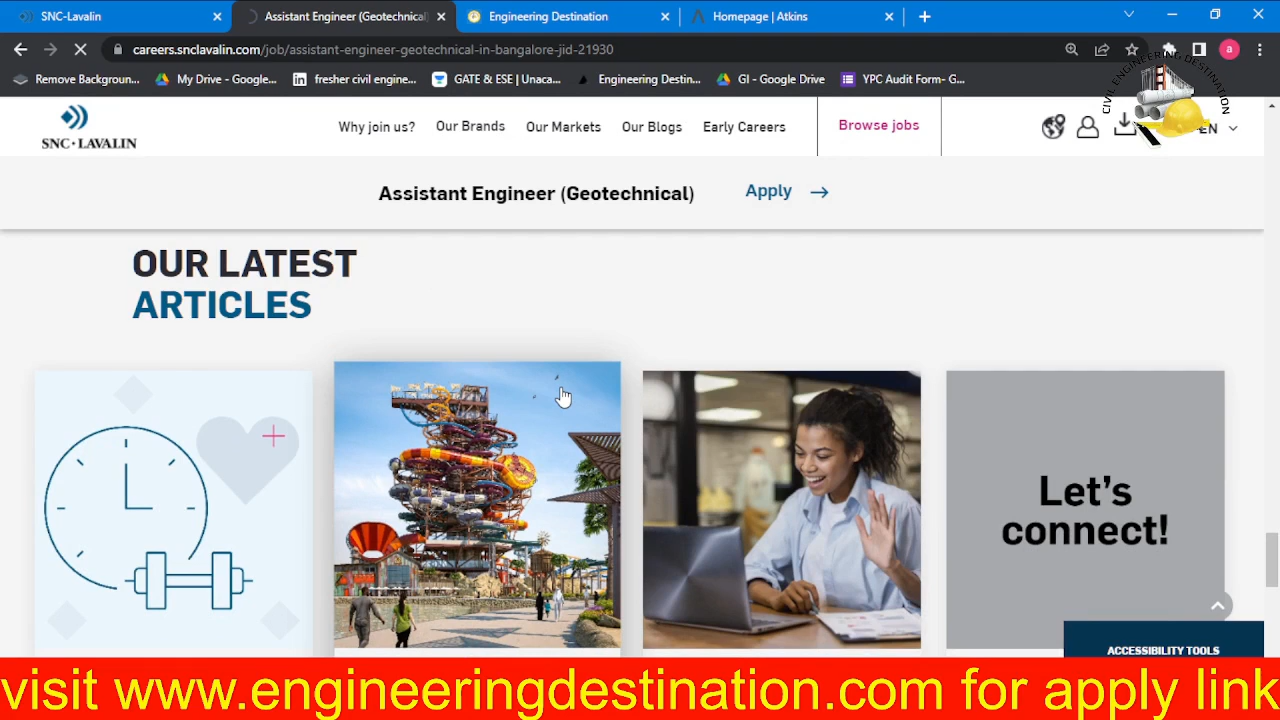 SNC-Lavalin
Assistant Engineer (Geotechnical
Engineering Destination
Homepage | Atkins
careers.snclavalin.com/job/assistant-engineer-geotechnical-in-bangalore-jid-21930
a
Remove Backgroun...
My Drive - Google...
fresher civil engine...
GATE & ESE | Unaca...
Engineering Destin...
GI - Google Drive
YPC Audit Form- G...
CIVIL ENGINEERING DESTINATION
SNC·LAVALIN
Why join us?
Our Brands
Our Markets
Our Blogs
Early Careers
Browse jobs
EN
Assistant Engineer (Geotechnical)
Apply →
OUR LATEST
ARTICLES
Let's
connect!
ACCESSIBILITY TOOLS
visit www.engineeringdestination.com for apply link